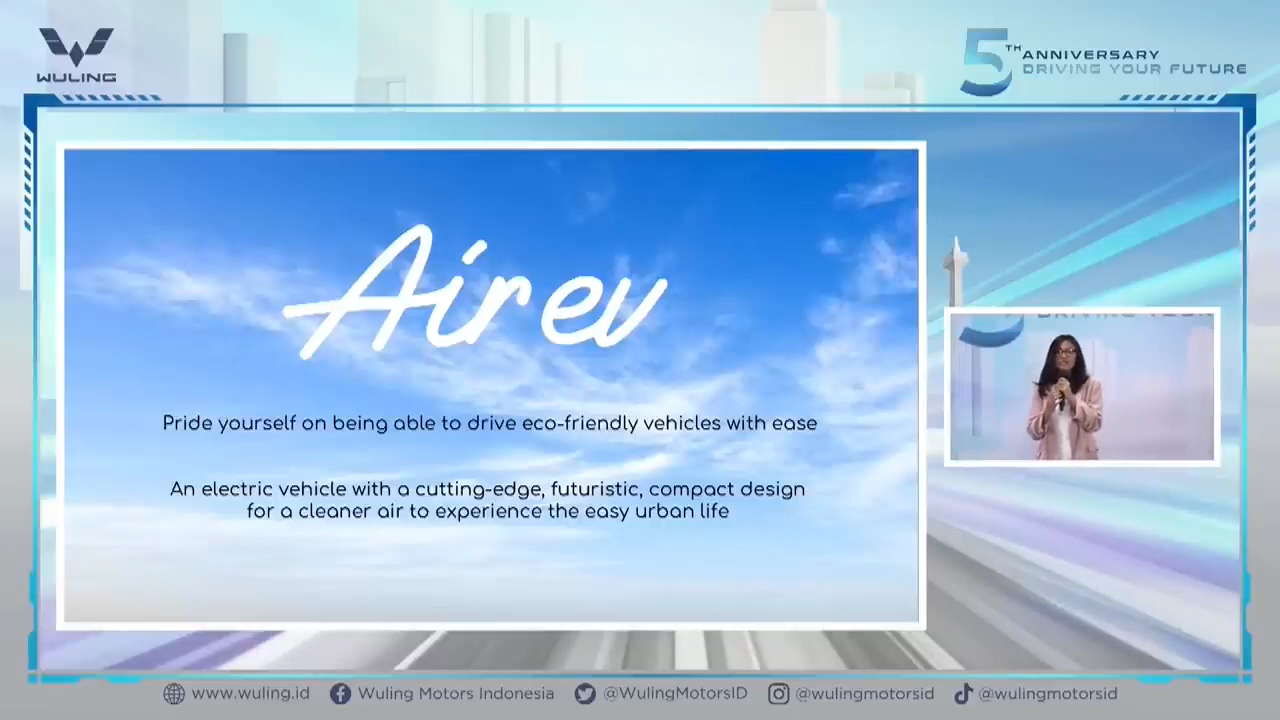 WULING
5TH ANNIVERSARY
DRIVING YOUR FUTURE
Air ev
Pride yourself on being able to drive eco-friendly vehicles with ease
An electric vehicle with a cutting-edge, futuristic, compact design
for a cleaner air to experience the easy urban life
www.wuling.id Wuling Motors Indonesia @WulingMotorsID @wulingmotorsid @wulingmotorsid